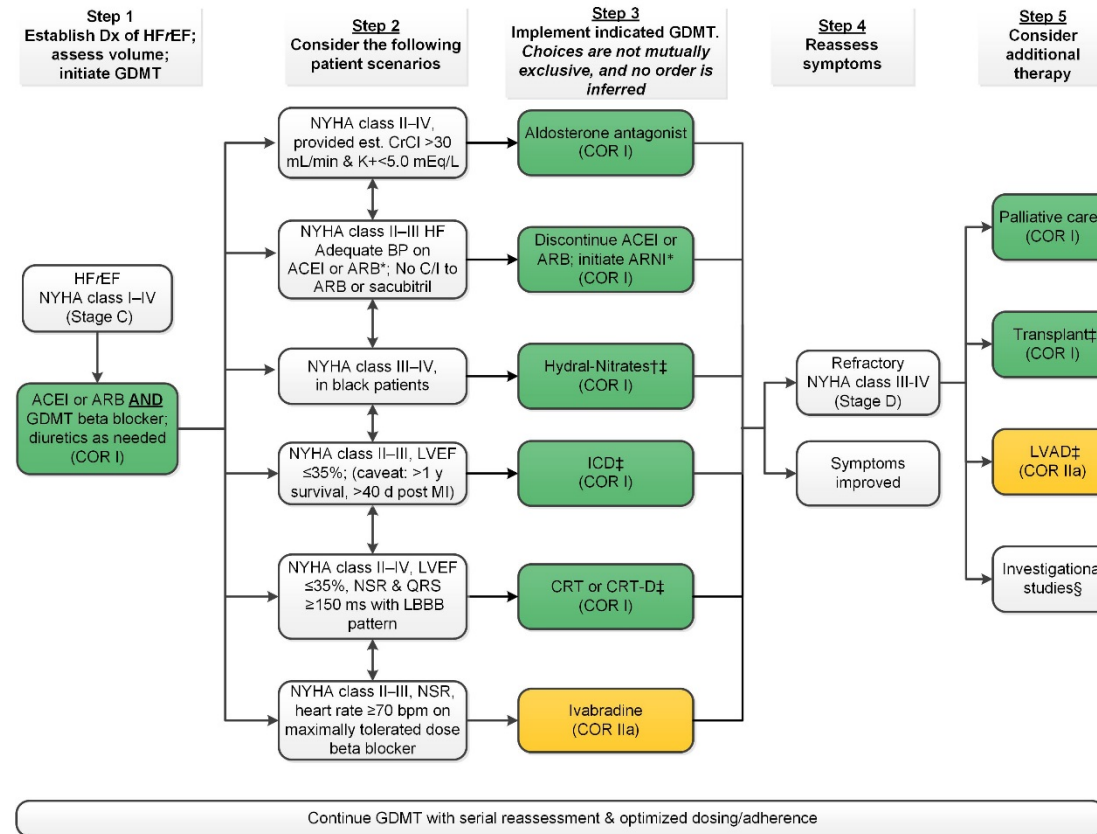 Step 1
Establish Dx of HFrEF;
assess volume;
initiate GDMT
Step 2
Consider the following
patient scenarios
Step 3
Implement indicated GDMT.
Choices are not mutually
exclusive, and no order is
inferred
Step 4
Reassess
symptoms
Step 5
Consider
additional
therapy
HFrEF
NYHA class I–IV
(Stage C)
ACEI or ARB AND
GDMT beta blocker;
diuretics as needed
(COR I)
NYHA class II–IV,
provided est. CrCl >30
mL/min & K+<5.0 mEq/L
NYHA class II–III HF
Adequate BP on
ACEI or ARB*; No C/I to
ARB or sacubitril
NYHA class III–IV,
in black patients
NYHA class II–III, LVEF
≤35%; (caveat: >1 y
survival, >40 d post MI)
NYHA class II–IV, LVEF
≤35%, NSR & QRS
≥150 ms with LBBB
pattern
NYHA class II–III, NSR,
heart rate ≥70 bpm on
maximally tolerated dose
beta blocker
Aldosterone antagonist
(COR I)
Discontinue ACEI or
ARB; initiate ARNI*
(COR I)
Hydral-Nitrates†‡
(COR I)
ICD‡
(COR I)
CRT or CRT-D‡
(COR I)
Ivabradine
(COR IIa)
Refractory
NYHA class III-IV
(Stage D)
Symptoms
improved
Palliative care‡
(COR I)
Transplant‡
(COR I)
LVAD‡
(COR IIa)
Investigational
studies§
Continue GDMT with serial reassessment & optimized dosing/adherence